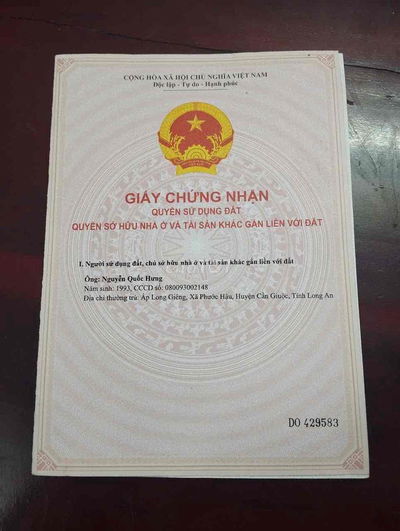 CỘNG HÒA XÃ HỘI CHỦ NGHĨA VIỆT NAM
Độc lập - Tự do - Hạnh phúc
GIẤY CHỨNG NHẬN
QUYỀN SỬ DỤNG ĐẤT
QUYỀN SỞ HỮU NHÀ Ở VÀ TÀI SẢN KHÁC GẮN LIỀN VỚI ĐẤT
I. Người sử dụng đất, chủ sở hữu nhà ở và tài sản khác gắn liền với đất
Ông: Nguyễn Quốc Hưng
Năm sinh: 1993, CCCD số: 080093002148
Địa chỉ thường trú: Ấp Long Giêng, Xã Phước Hậu, Huyện Cần Giuộc, Tỉnh Long An
DO 429583